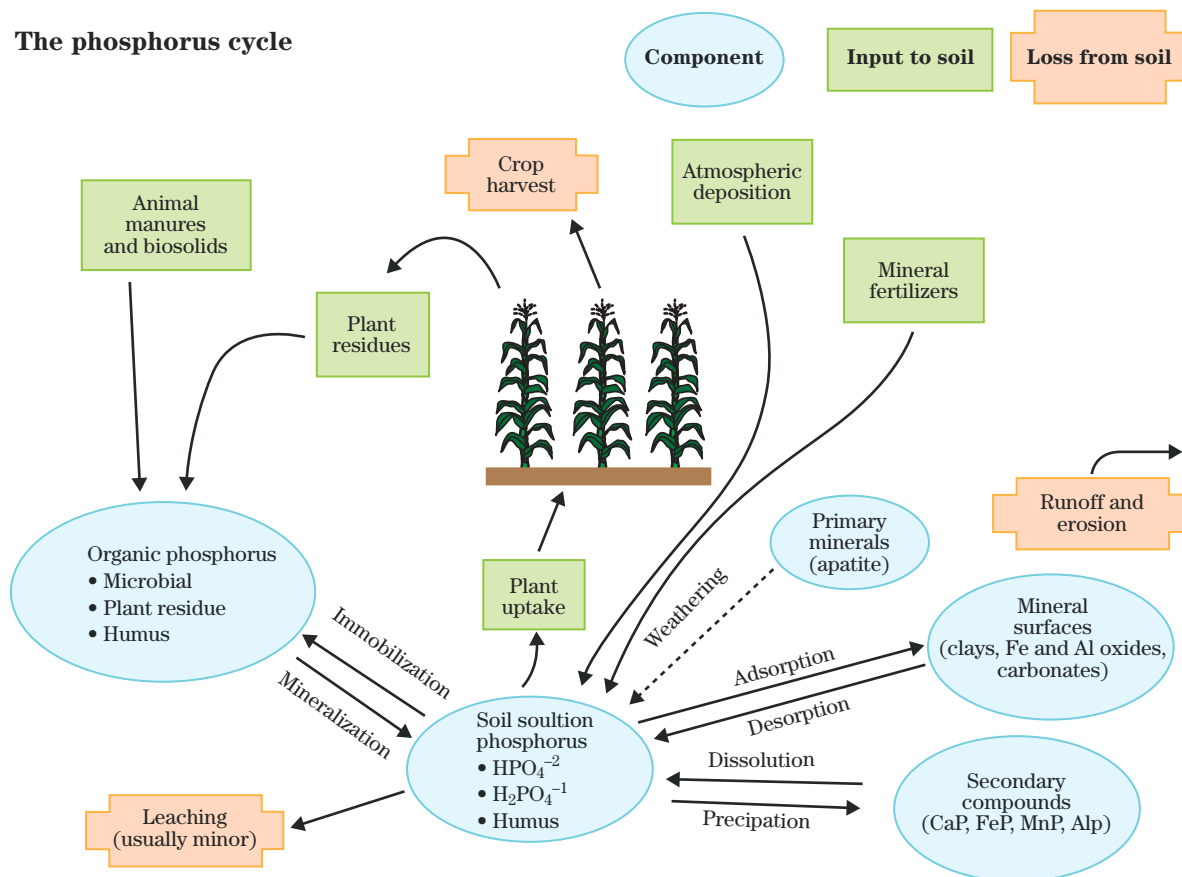 The phosphorus cycle
Component
Input to soil
Loss from soil
Crop
harvest
Atmospheric
deposition
Animal
manures
and biosolids
Mineral
fertilizers
Plant
residues
Runoff and
erosion
Primary
minerals
(apatite)
Organic phosphorus
• Microbial
• Plant residue
• Humus
Plant
uptake
Weathering
Mineral
surfaces
(clays, Fe and Al oxides,
carbonates)
Immobilization
Mineralization
Adsorption
Desorption
Soil soultion
phosphorus
• HPO₄⁻²
• H₂PO₄⁻¹
• Humus
Dissolution
Precipation
Secondary
compounds
(CaP, FeP, MnP, Alp)
Leaching
(usually minor)